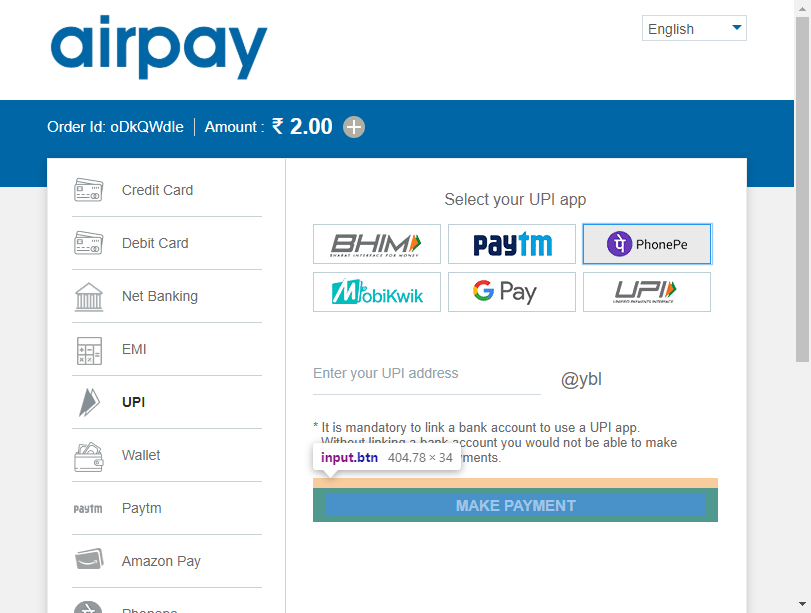 airpay
English
Order Id: oDkQWdIe | Amount : ₹ 2.00
Credit Card
Debit Card
Net Banking
EMI
UPI
Wallet
Paytm
Paytm
Amazon Pay
Phonepe
Select your UPI app
BHIM
BHARAT INTERFACE FOR MONEY
paytm
PhonePe
MobiKwik
G Pay
UPI
UNIFIED PAYMENTS INTERFACE
Enter your UPI address
@ybl
* It is mandatory to link a bank account to use a UPI app.
Without linking a bank account you would not be able to make
input.btn 404.78 × 34
MAKE PAYMENT